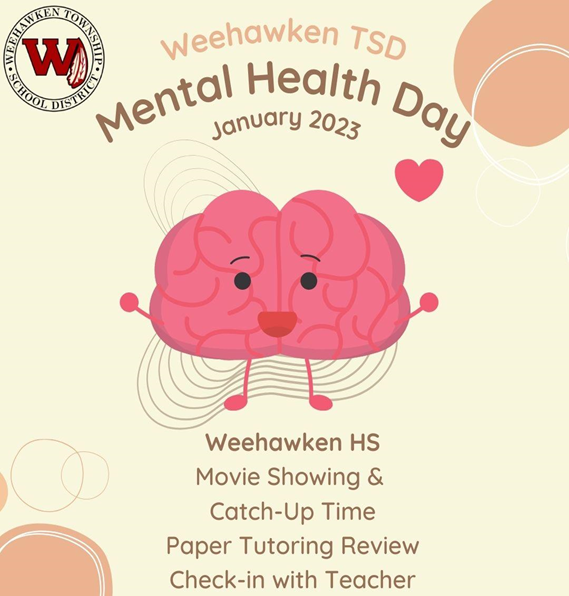 WEEHAWKEN TOWNSHIP
W
SCHOOL DISTRICT
Weehawken TSD
Mental Health Day
January 2023
Weehawken HS
Movie Showing &
Catch-Up Time
Paper Tutoring Review
Check-in with Teacher